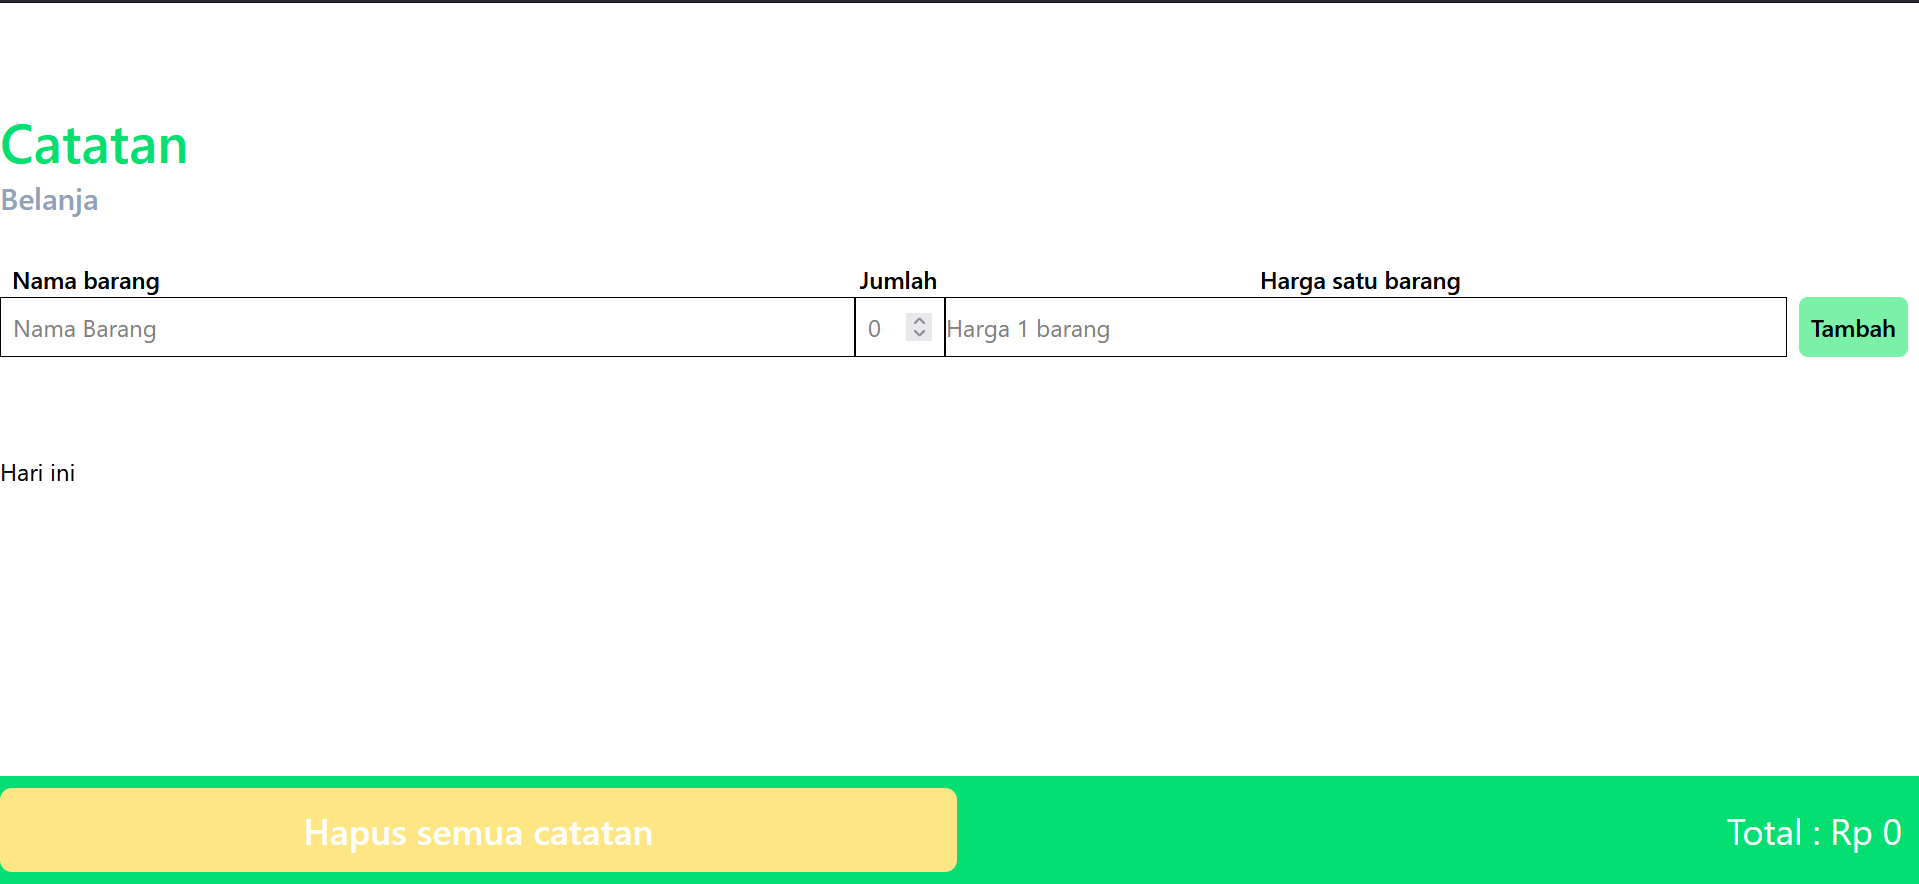 Catatan
Belanja
Nama barang Jumlah Harga satu barang
Nama Barang 0 Harga 1 barang Tambah
Hari ini
Hapus semua catatan Total : Rp 0